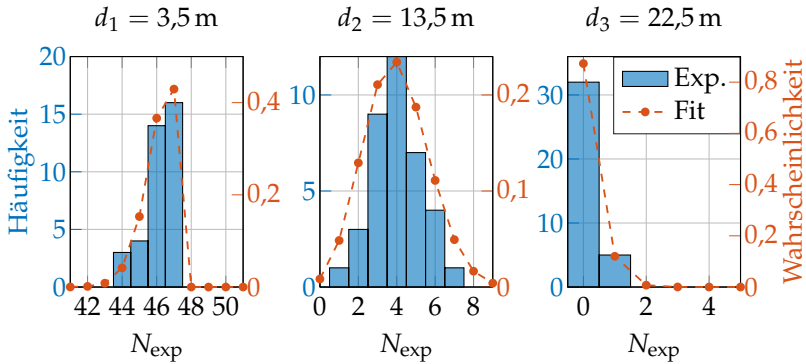 d₁ = 3,5 m d₂ = 13,5 m d₃ = 22,5 m
Häufigkeit
20
15
10
5
0
0,4
0,2
0
42 44 46 48 50
N_exp
10
5
0
0,2
0,1
0
0 2 4 6 8
N_exp
30
20
10
0
0,8
0,6
0,4
0,2
0
0 2 4
N_exp
Exp.
Fit
Wahrscheinlichkeit